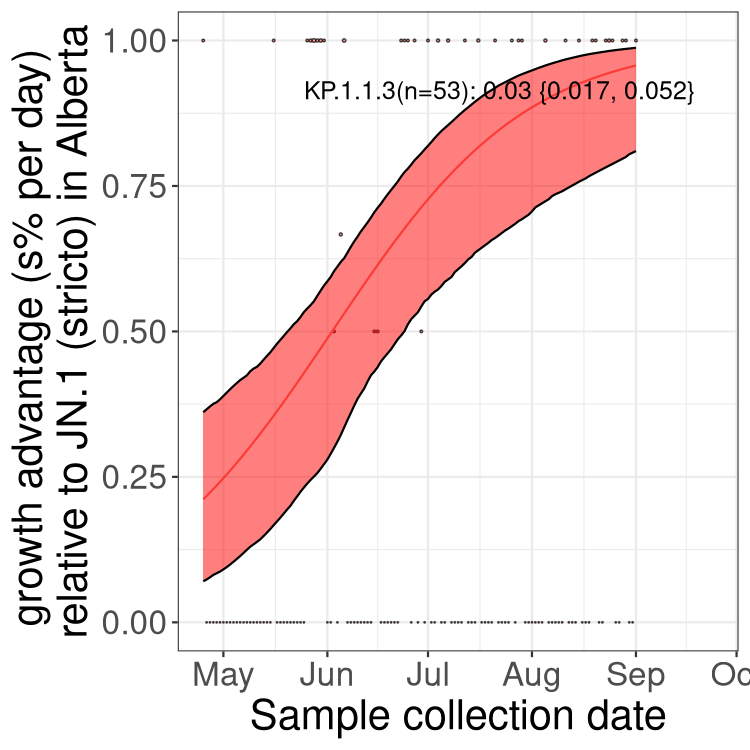 growth advantage (s% per day)
relative to JN.1 (stricto) in Alberta
1.00
0.75
0.50
0.25
0.00
KP.1.1.3(n=53): 0.03 {0.017, 0.052}
May Jun Jul Aug Sep Oc
Sample collection date